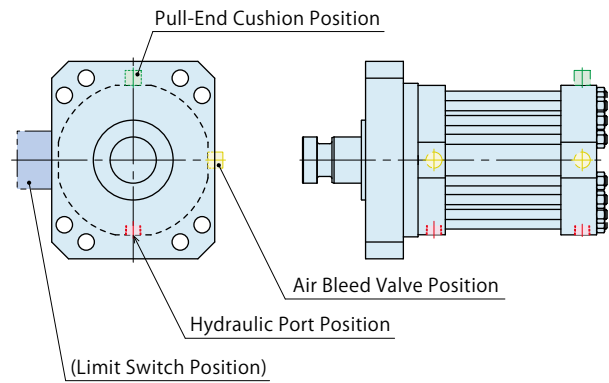 Pull-End Cushion Position
Air Bleed Valve Position
Hydraulic Port Position
(Limit Switch Position)